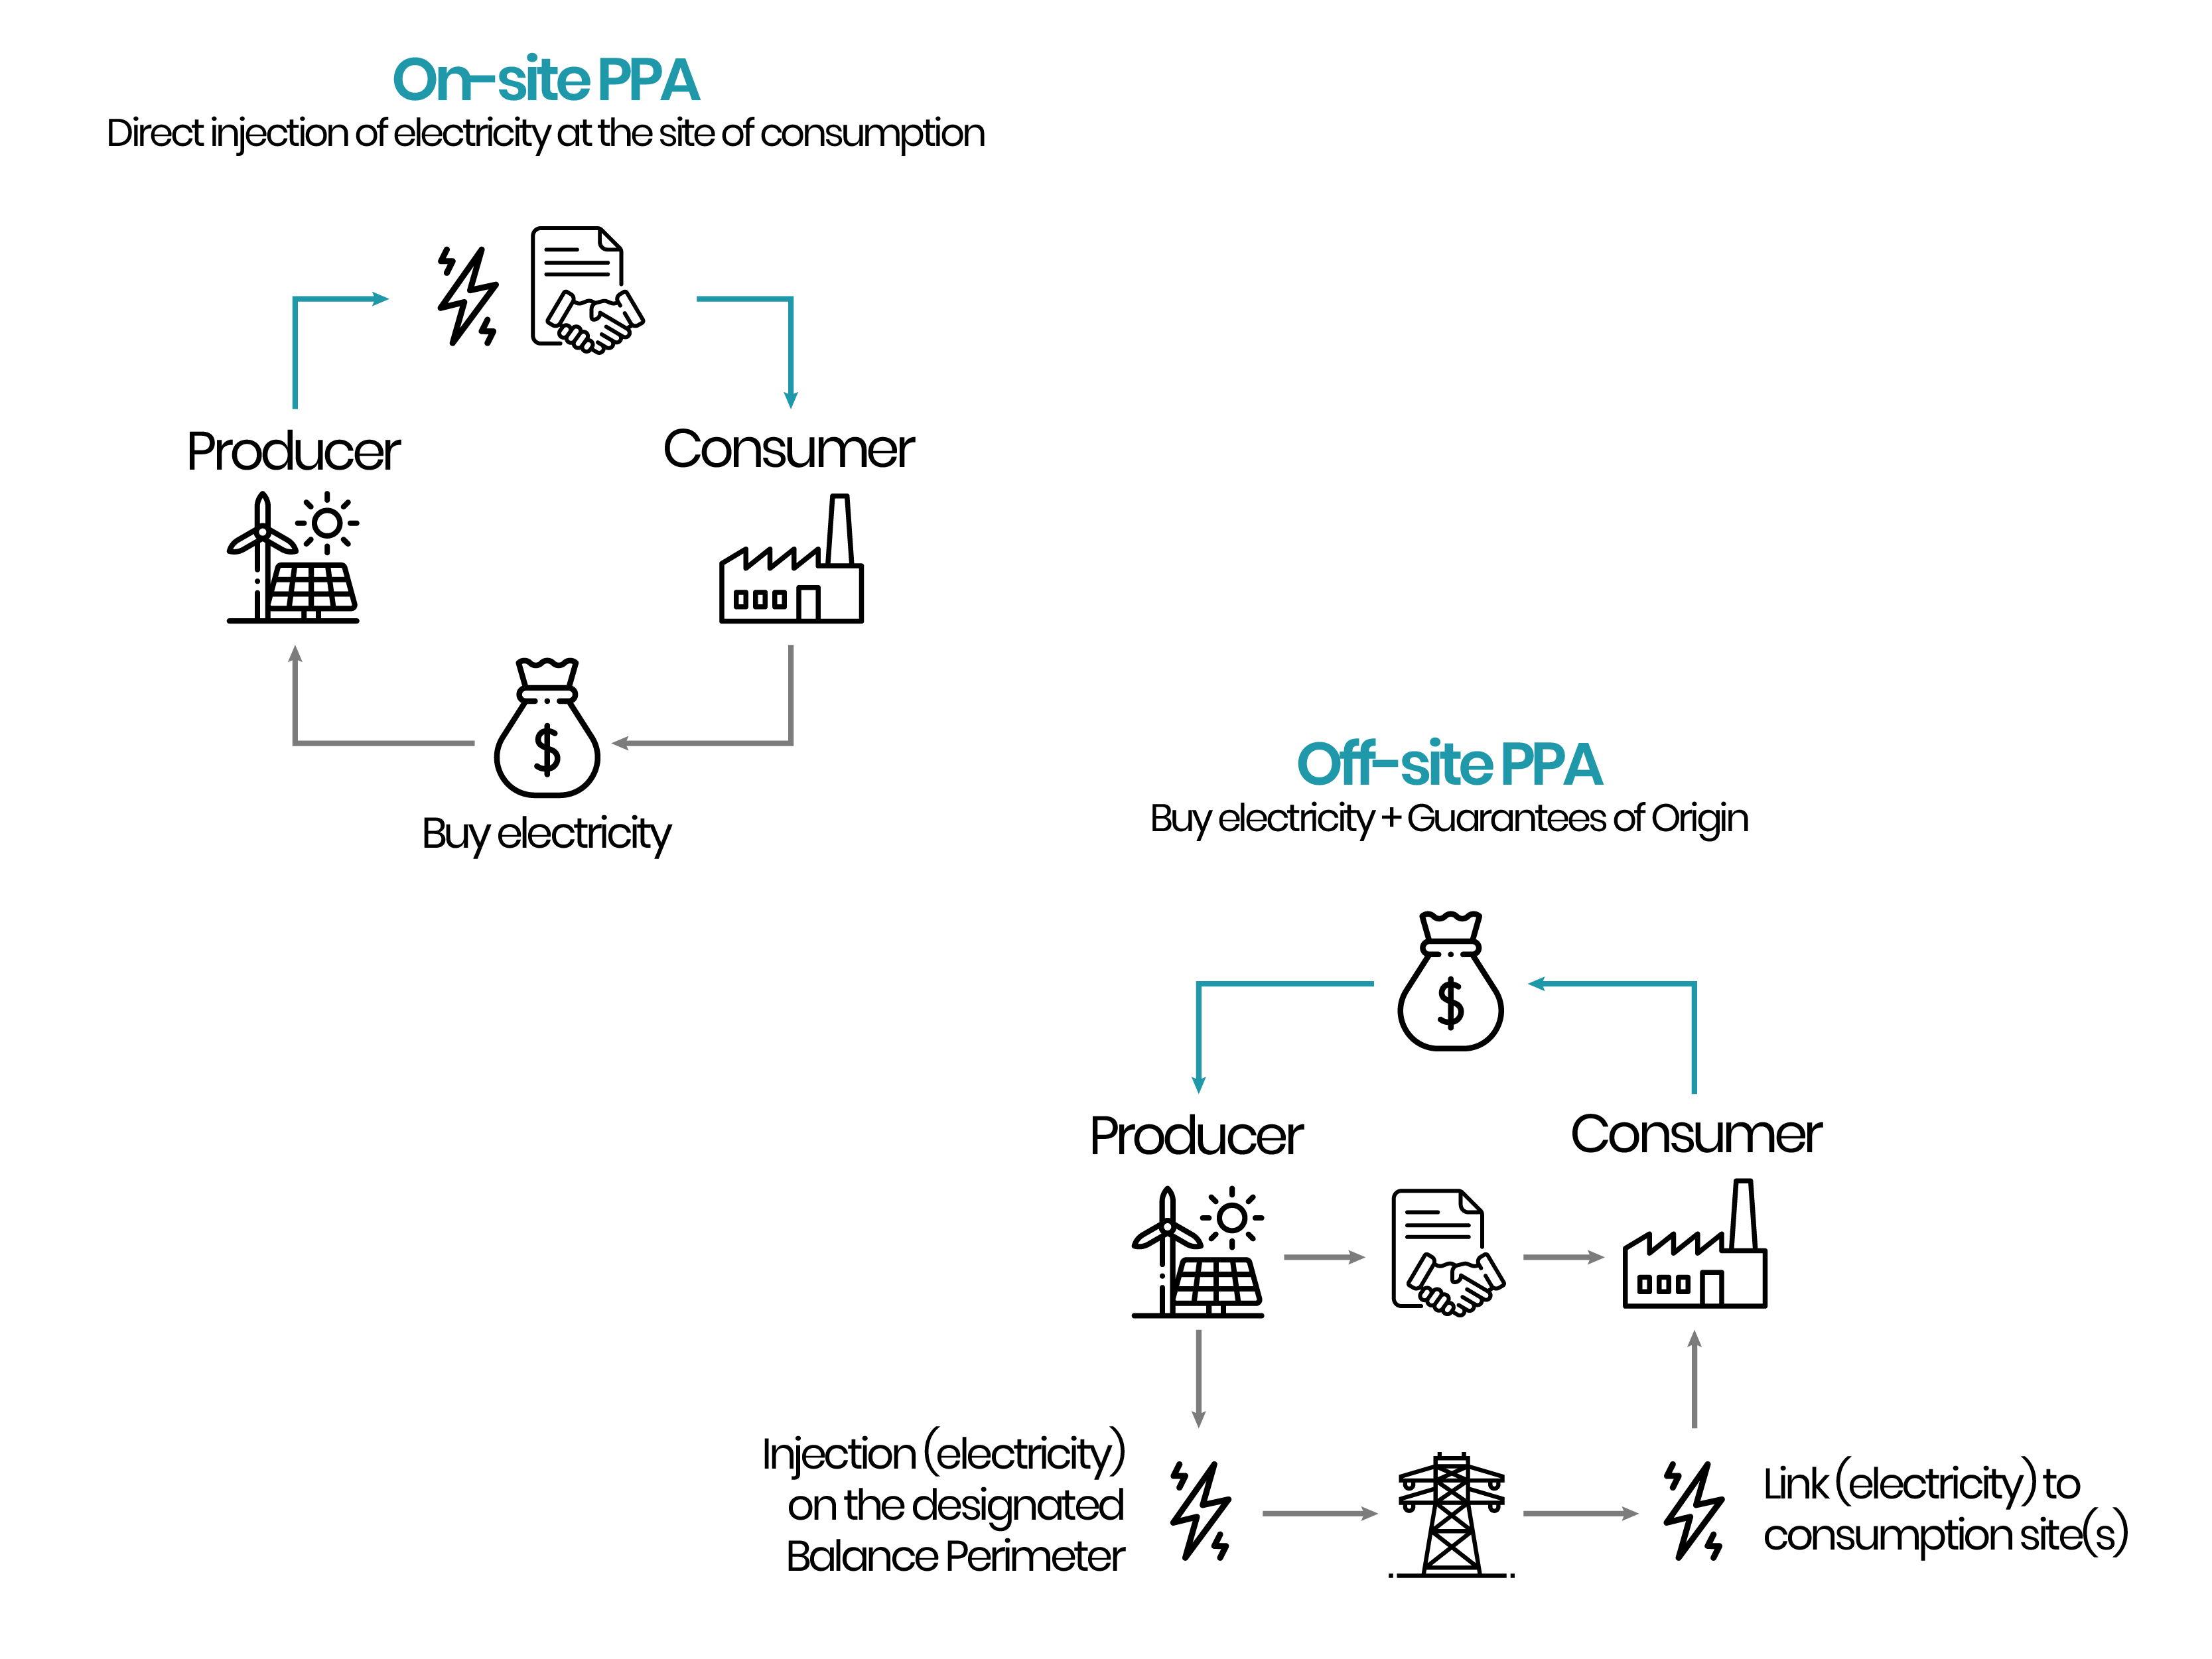 On-site PPA
Direct injection of electricity at the site of consumption
Producer
Consumer
$
Buy electricity
Off-site PPA
Buy electricity + Guarantees of Origin
$
Producer
Consumer
Injection (electricity)
on the designated
Balance Perimeter
Link (electricity) to
consumption site(s)